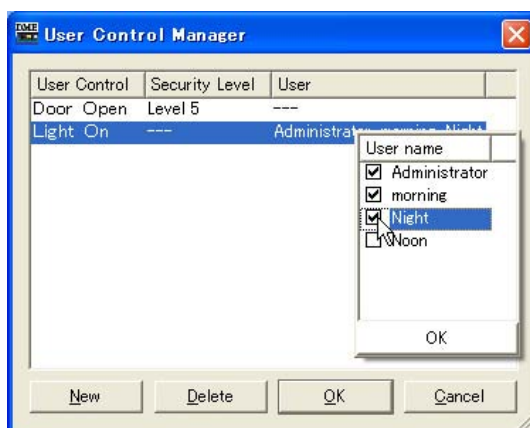 DME User Control Manager
User Control Security Level User
Door Open Level 5 ---
Light On --- Administrator, morning, Night
User name
Administrator
morning
Night
Noon
OK
New Delete OK Cancel